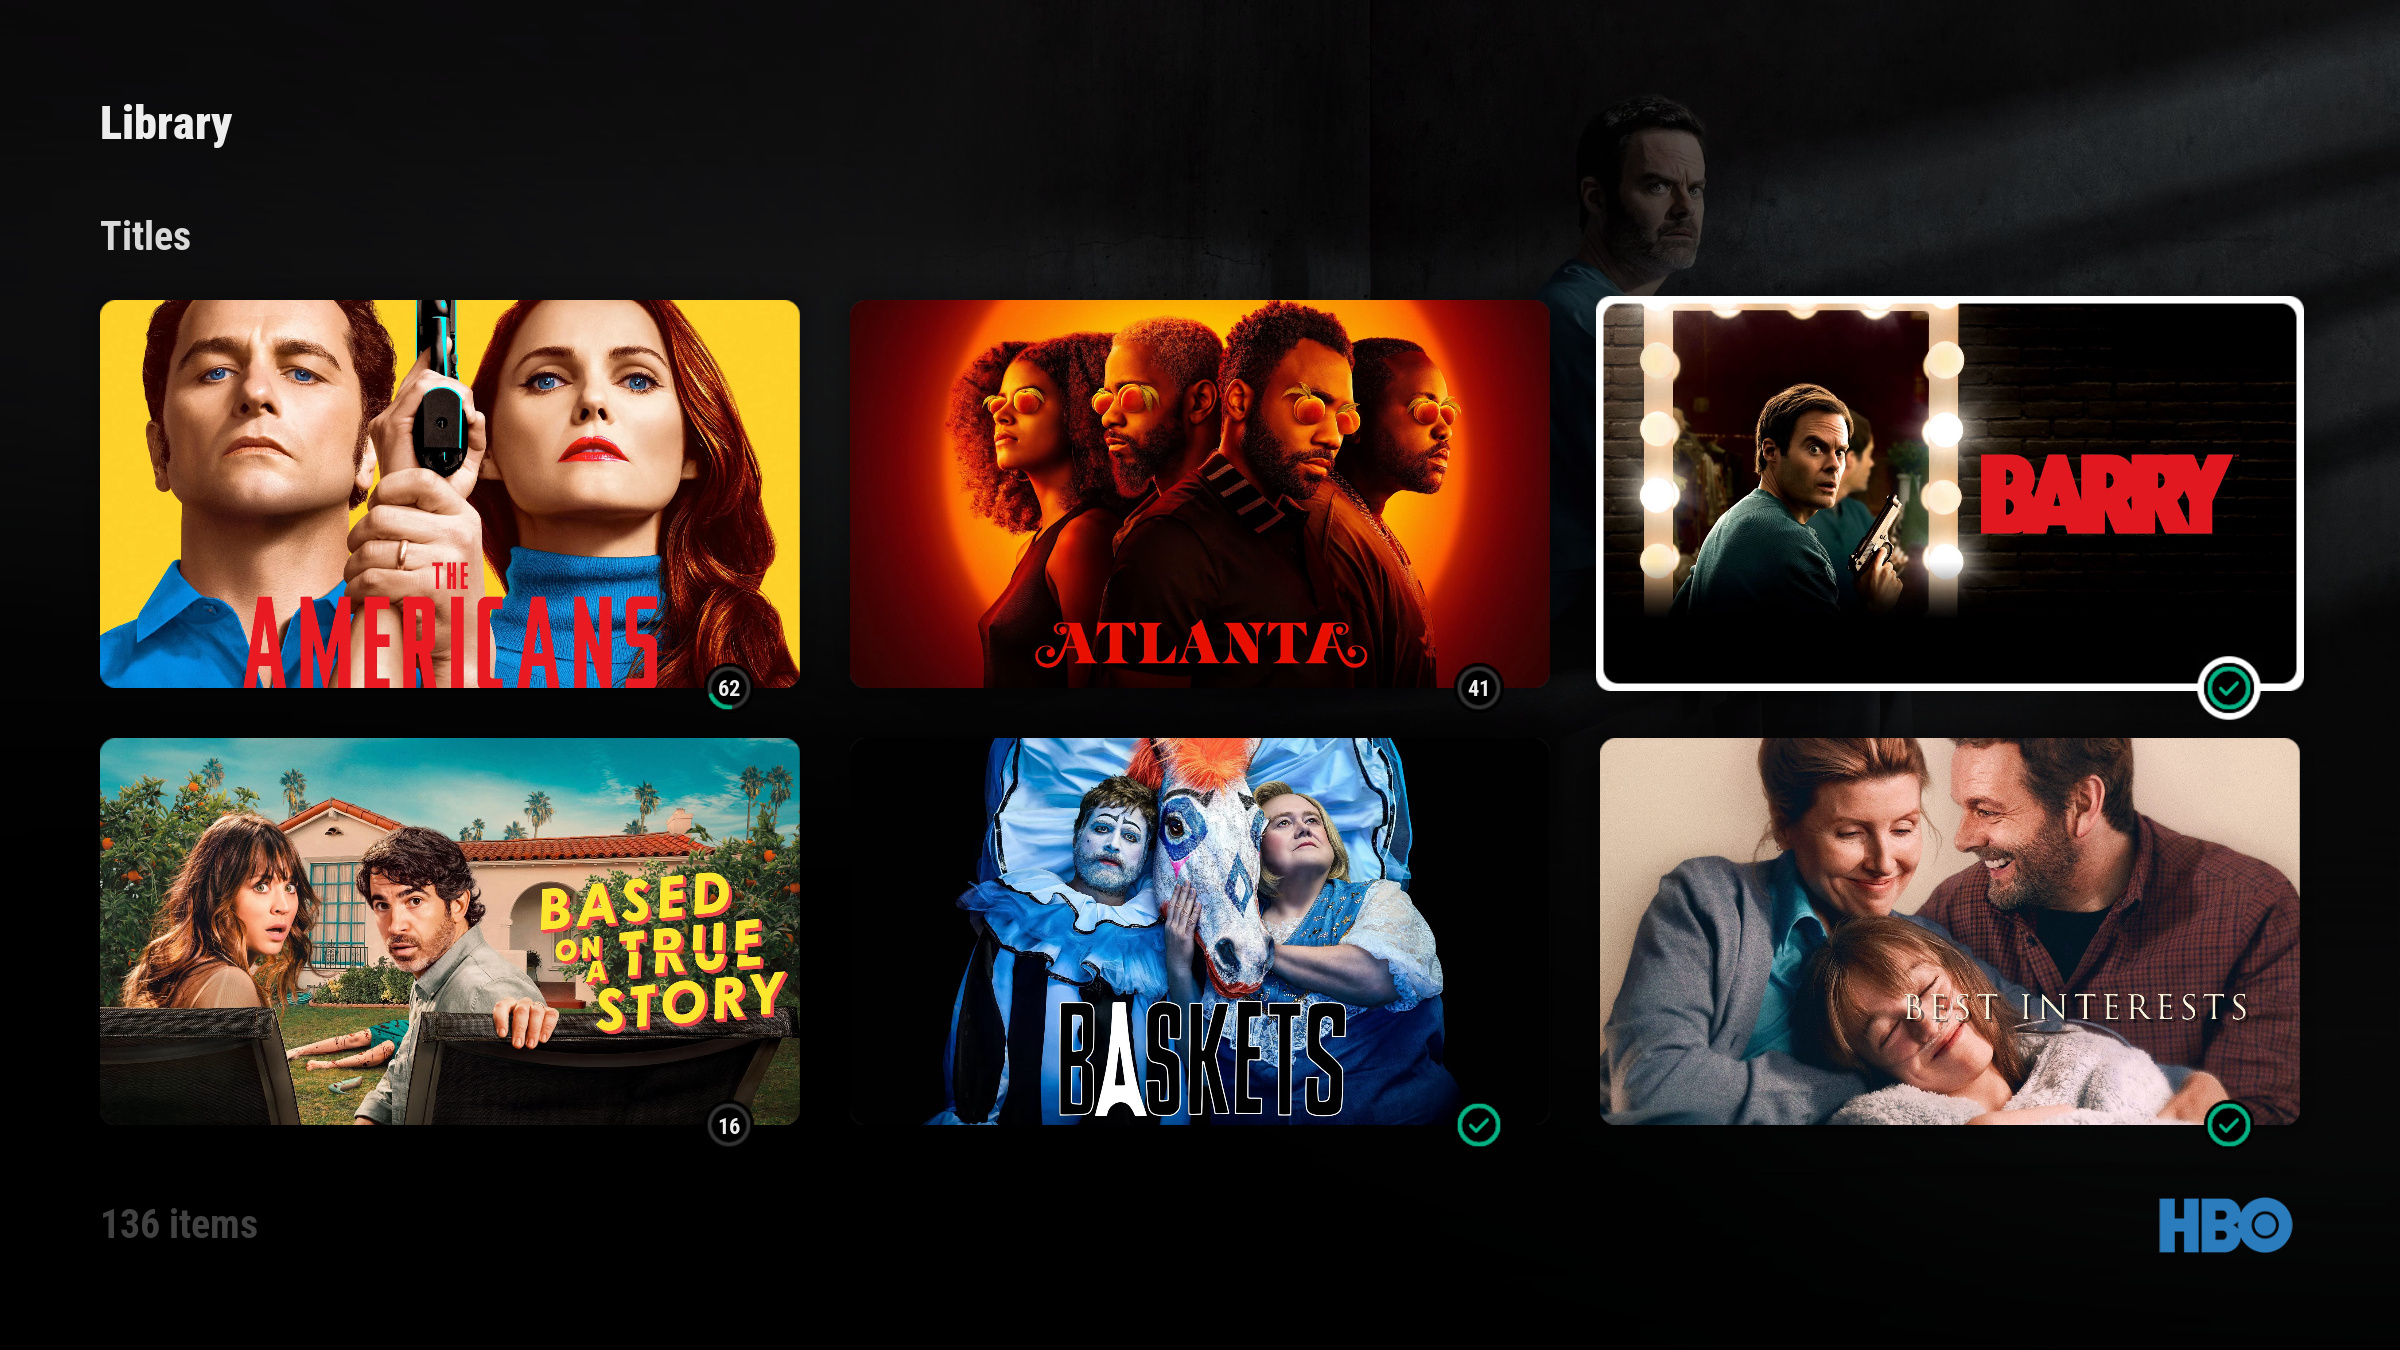 Library
Titles
THE
AMERICANS
62
ATLANTA
41
BARRY
BASED
ON A TRUE
STORY
16
BASKETS
BEST INTERESTS
136 items
HBO